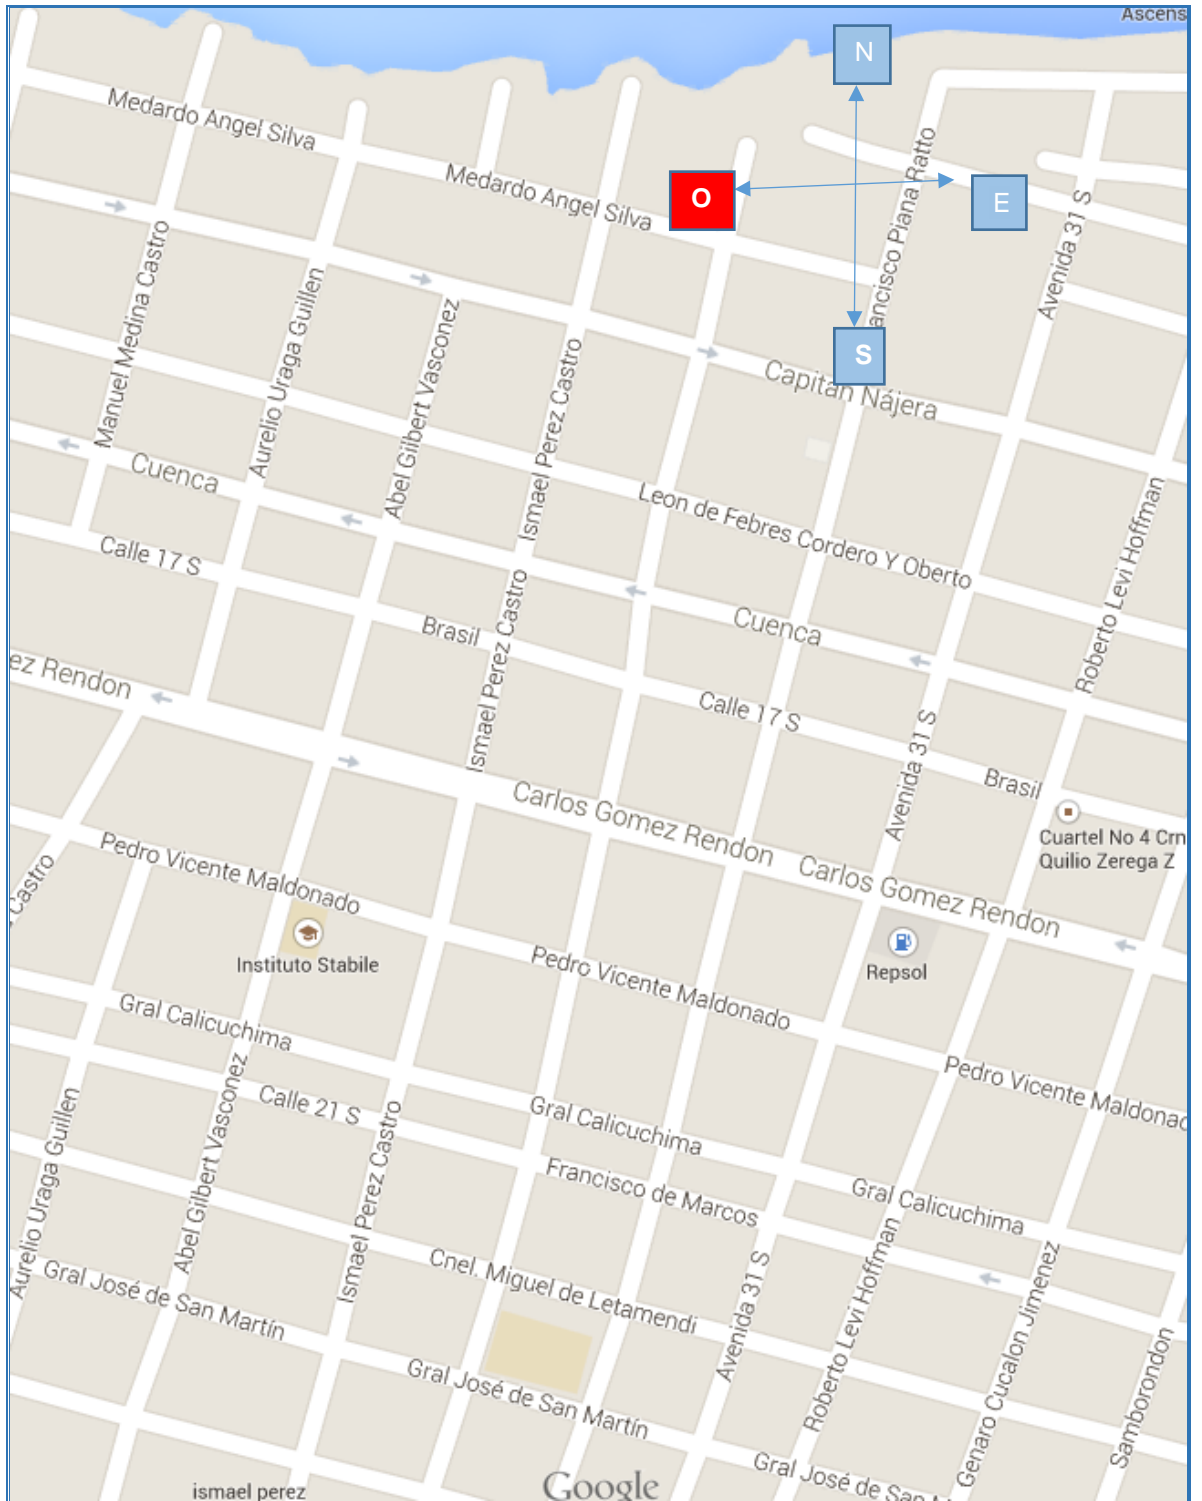 Ascens
N
Medardo Angel Silva
Medardo Angel Silva
O
E
ancisco Piana Ratto
Avenida 31 S
Manuel Medina Castro
Aurelio Uraga Guillen
Abel Gilbert Vasconez
Ismael Perez Castro
S
Capitan Nájera
Cuenca
Leon de Febres Cordero Y Oberto
Roberto Levi Hoffman
Calle 17 S
Brasil
Ismael Perez Castro
Cuenca
ez Rendon
Calle 17 S
Avenida 31 S
Brasil
Carlos Gomez Rendon
Cuartel No 4 Crn
Quilio Zerega Z
Castro
Pedro Vicente Maldonado
Carlos Gomez Rendon
Instituto Stabile
Repsol
Pedro Vicente Maldonado
Gral Calicuchima
Pedro Vicente Maldonad
Calle 21 S
Gral Calicuchima
Aurelio Uraga Guillen
Abel Gilbert Vasconez
Ismael Perez Castro
Francisco de Marcos
Gral Calicuchima
Cnel. Miguel de Letamendi
Gral José de San Martín
Avenida 31 S
Roberto Levi Hoffman
Genaro Cucalon Jimenez
Samborondon
Gral José de San Martín
Gral José de San M
ismael perez
Google